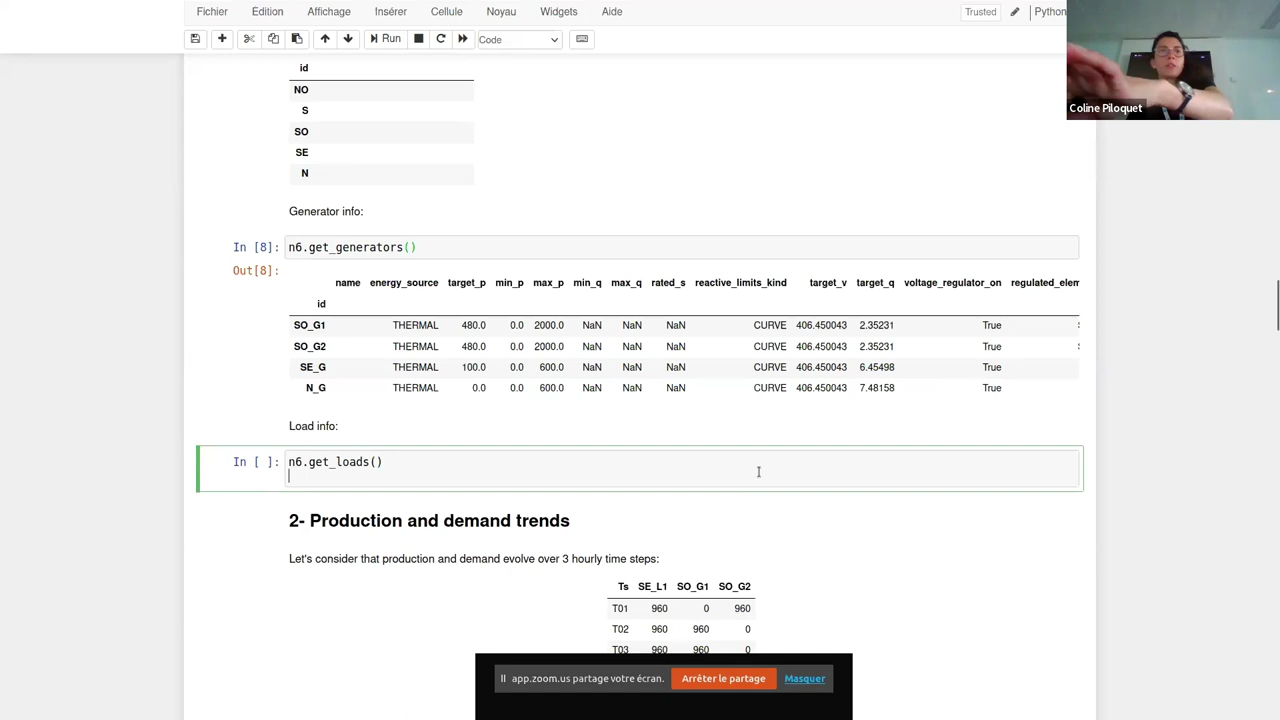 Fichier Édition Affichage Insérer Cellule Noyau Widgets Aide Trusted Python
Run Code
Coline Piloquet
id
NO
S
SO
SE
N
Generator info:
In [8]: n6.get_generators()
Out[8]:
name energy_source target_p min_p max_p min_q max_q rated_s reactive_limits_kind target_v target_q voltage_regulator_on regulated_elem
id
SO_G1 THERMAL 480.0 0.0 2000.0 NaN NaN NaN CURVE 406.450043 2.35231 True
SO_G2 THERMAL 480.0 0.0 2000.0 NaN NaN NaN CURVE 406.450043 2.35231 True
SE_G THERMAL 100.0 0.0 600.0 NaN NaN NaN CURVE 406.450043 6.45498 True
N_G THERMAL 0.0 0.0 600.0 NaN NaN NaN CURVE 406.450043 7.48158 True
Load info:
In [ ]: n6.get_loads()
2- Production and demand trends
Let's consider that production and demand evolve over 3 hourly time steps:
Ts SE_L1 SO_G1 SO_G2
T01 960 0 960
T02 960 960 0
T03 960 960 0
app.zoom.us partage votre écran. Arrêter le partage Masquer